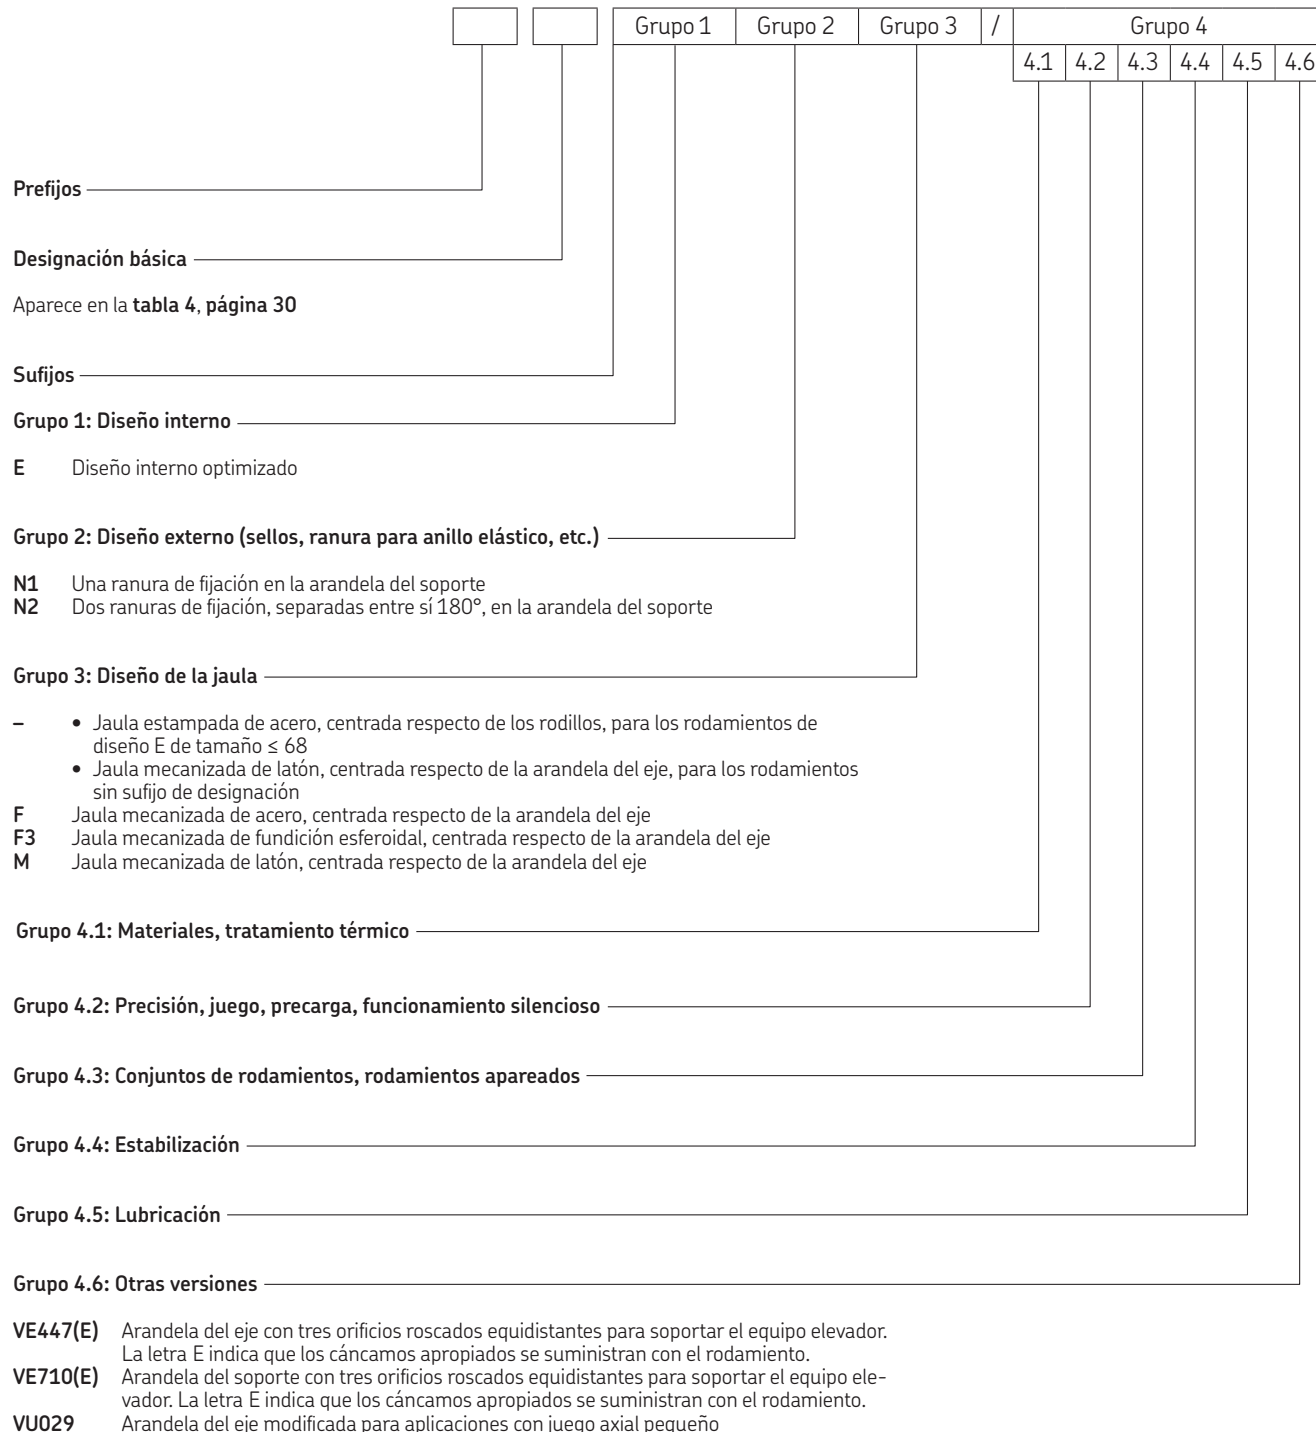 Grupo 1 Grupo 2 Grupo 3 / Grupo 4
4.1 4.2 4.3 4.4 4.5 4.6
Prefijos
Designación básica
Aparece en la tabla 4, página 30
Sufijos
Grupo 1: Diseño interno
E Diseño interno optimizado
Grupo 2: Diseño externo (sellos, ranura para anillo elástico, etc.)
N1 Una ranura de fijación en la arandela del soporte
N2 Dos ranuras de fijación, separadas entre sí 180°, en la arandela del soporte
Grupo 3: Diseño de la jaula
– • Jaula estampada de acero, centrada respecto de los rodillos, para los rodamientos de
diseño E de tamaño ≤ 68
• Jaula mecanizada de latón, centrada respecto de la arandela del eje, para los rodamientos
sin sufijo de designación
F Jaula mecanizada de acero, centrada respecto de la arandela del eje
F3 Jaula mecanizada de fundición esferoidal, centrada respecto de la arandela del eje
M Jaula mecanizada de latón, centrada respecto de la arandela del eje
Grupo 4.1: Materiales, tratamiento térmico
Grupo 4.2: Precisión, juego, precarga, funcionamiento silencioso
Grupo 4.3: Conjuntos de rodamientos, rodamientos apareados
Grupo 4.4: Estabilización
Grupo 4.5: Lubricación
Grupo 4.6: Otras versiones
VE447(E) Arandela del eje con tres orificios roscados equidistantes para soportar el equipo elevador.
La letra E indica que los cáncamos apropiados se suministran con el rodamiento.
VE710(E) Arandela del soporte con tres orificios roscados equidistantes para soportar el equipo ele-
vador. La letra E indica que los cáncamos apropiados se suministran con el rodamiento.
VU029 Arandela del eje modificada para aplicaciones con juego axial pequeño